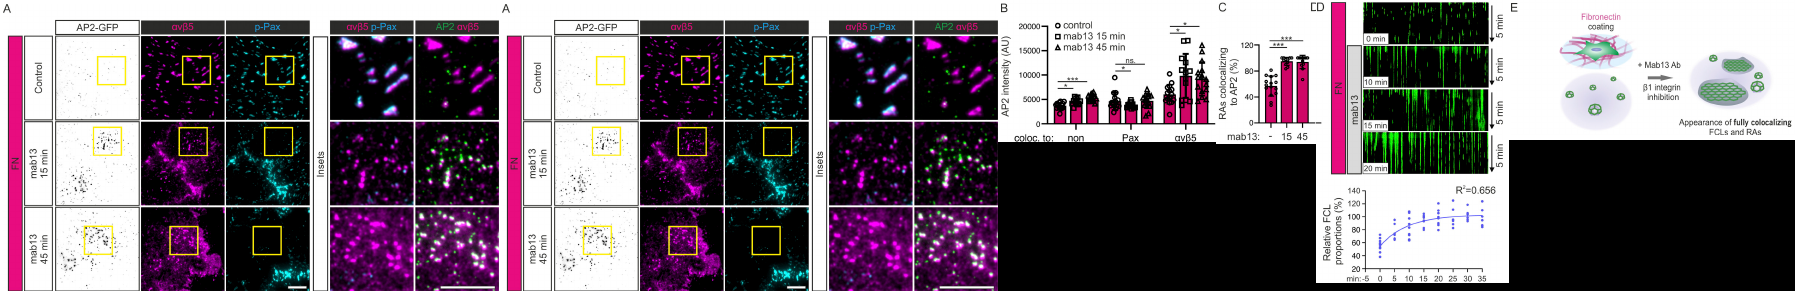 A
AP2-GFP
αvβ5
p-Pax
αvβ5 p-Pax
AP2 αvβ5
FN
Control
mab13
15 min
mab13
45 min
Insets
A
AP2-GFP
αvβ5
p-Pax
αvβ5 p-Pax
AP2 αvβ5
FN
Control
mab13
15 min
mab13
45 min
Insets
B
AP2 intensity (AU)
20000
15000
10000
5000
0
control
mab13 15 min
mab13 45 min
***
*
ns.
*
*
*
coloc. to:
non
Pax
αvβ5
C
RAs colocalizing
to AP2 (%)
120
90
60
30
0
***
***
mab13:
-
15
45
D
FN
mab13
0 min
10 min
15 min
20 min
5 min
5 min
5 min
5 min
R²=0.656
Relative FCL
proportions (%)
140
120
100
80
60
40
20
min:-5
0
5
10
15
20
25
30
35
E
Fibronectin
coating
+ Mab13 Ab
β1 integrin
inhibition
Appearance of fully colocalizing
FCLs and RAs